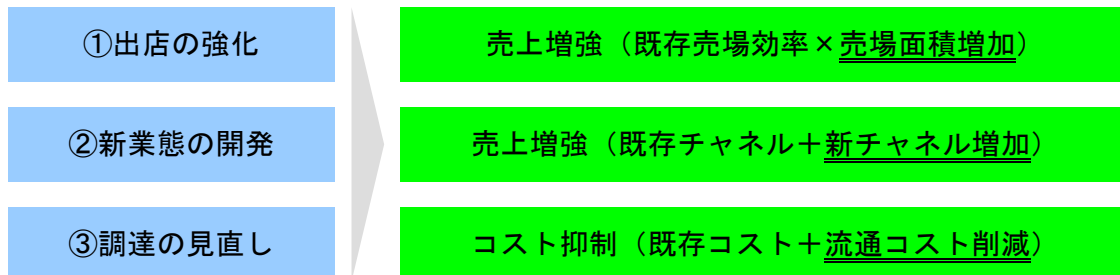 ①出店の強化
売上増強（既存売場効率×売場面積増加）
②新業態の開発
売上増強（既存チャネル＋新チャネル増加）
③調達の見直し
コスト抑制（既存コスト＋流通コスト削減）